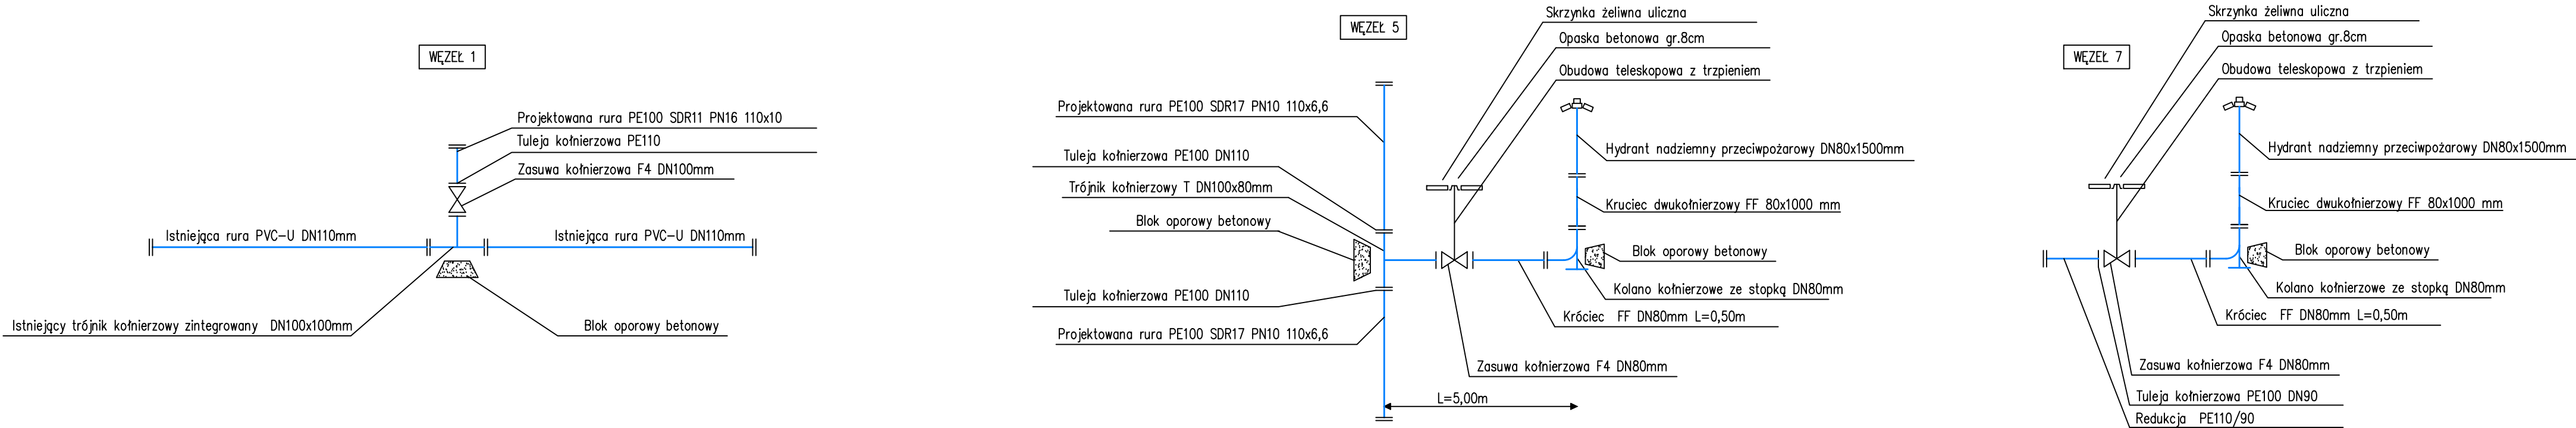 WĘZEŁ 1
Projektowana rura PE100 SDR11 PN16 110x10
Tuleja kołnierzowa PE110
Zasuwa kołnierzowa F4 DN100mm
Istniejąca rura PVC-U DN110mm
Istniejąca rura PVC-U DN110mm
Istniejący trójnik kołnierzowy zintegrowany DN100x100mm
Blok oporowy betonowy
WĘZEŁ 5
Skrzynka żeliwna uliczna
Opaska betonowa gr.8cm
Obudowa teleskopowa z trzpieniem
Projektowana rura PE100 SDR17 PN10 110x6,6
Tuleja kołnierzowa PE100 DN110
Trójnik kołnierzowy T DN100x80mm
Blok oporowy betonowy
Hydrant nadziemny przeciwpożarowy DN80x1500mm
Kruciec dwukołnierzowy FF 80x1000 mm
Blok oporowy betonowy
Kolano kołnierzowe ze stopką DN80mm
Tuleja kołnierzowa PE100 DN110
Króciec FF DN80mm L=0,50m
Projektowana rura PE100 SDR17 PN10 110x6,6
Zasuwa kołnierzowa F4 DN80mm
L=5,00m
WĘZEŁ 7
Skrzynka żeliwna uliczna
Opaska betonowa gr.8cm
Obudowa teleskopowa z trzpieniem
Hydrant nadziemny przeciwpożarowy DN80x1500mm
Kruciec dwukołnierzowy FF 80x1000 mm
Blok oporowy betonowy
Kolano kołnierzowe ze stopką DN80mm
Króciec FF DN80mm L=0,50m
Zasuwa kołnierzowa F4 DN80mm
Tuleja kołnierzowa PE100 DN90
Redukcja PE110/90